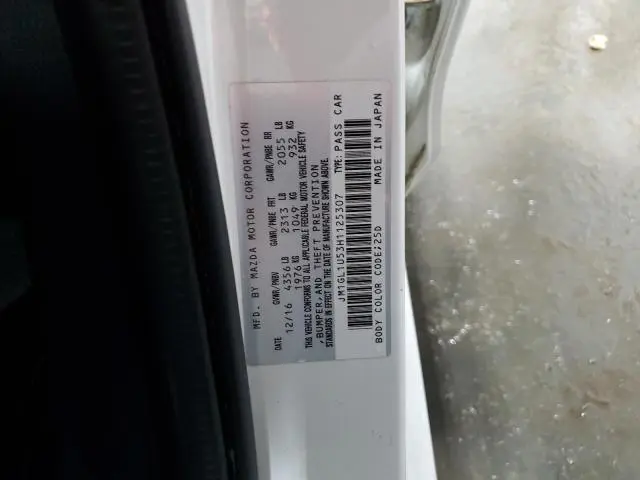 MFD. BY MAZDA MOTOR CORPORATION
DATE GVWR/PNBV GAWR/PNBE FRT GAWR/PNBE RR
12/16 4356 LB 2313 LB 2055 LB
1976 KG 1049 KG 932 KG
THIS VEHICLE CONFORMS TO ALL APPLICABLE FEDERAL MOTOR VEHICLE SAFETY
,BUMPER,AND THEFT PREVENTION
STANDARDS IN EFFECT ON THE DATE OF MANUFACTURE SHOWN ABOVE.
JM1GL1U53H1125307 TYPE: PASS CAR
BODY COLOR CODE:25D MADE IN JAPAN